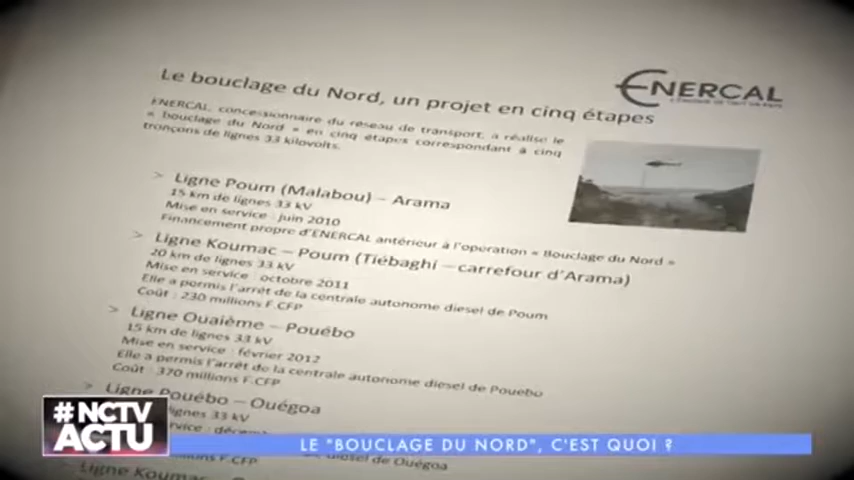 ENERCAL
Le bouclage du Nord, un projet en cinq étapes
ENERCAL, concessionnaire du réseau de transport, a réalisé le
« bouclage du Nord » en cinq étapes correspondant à cinq
tronçons de lignes 33 kilovolts.
> Ligne Poum (Malabou) – Arama
15 km de lignes 33 kV
Mise en service : juin 2010
Financement propre d'ENERCAL antérieur à l'opération « Bouclage du Nord »
> Ligne Koumac – Poum (Tiébaghi – carrefour d'Arama)
20 km de lignes 33 kV
Mise en service : octobre 2011
Elle a permis l'arrêt de la centrale autonome diesel de Poum
Coût : 230 millions F.CFP
> Ligne Ouaième – Pouébo
15 km de lignes 33 kV
Mise en service : février 2012
Elle a permis l'arrêt de la centrale autonome diesel de Pouebo
Coût : 370 millions F.CFP
> Ligne Pouébo – Ouégoa
lignes 33 kV
#NCTV
ACTU
LE "BOUCLAGE DU NORD", C'EST QUOI ?
diesel de Ouégoa
F.CFP
Ligne Koumac